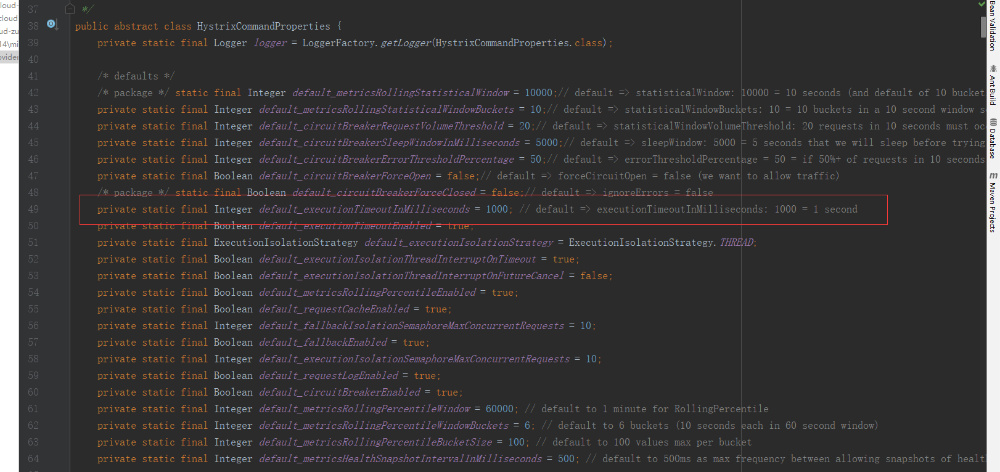 loud-
cloud
ud-zu
14\mi
ovider
37 */
38 public abstract class HystrixCommandProperties {
39 private static final Logger logger = LoggerFactory.getLogger(HystrixCommandProperties.class);
40
41 /* defaults */
42 /* package */ static final Integer default_metricsRollingStatisticalWindow = 10000;// default => statisticalWindow: 10000 = 10 seconds (and default of 10 bucket
43 private static final Integer default_metricsRollingStatisticalWindowBuckets = 10;// default => statisticalWindowBuckets: 10 = 10 buckets in a 10 second window s
44 private static final Integer default_circuitBreakerRequestVolumeThreshold = 20;// default => statisticalWindowVolumeThreshold: 20 requests in 10 seconds must oc
45 private static final Integer default_circuitBreakerSleepWindowInMilliseconds = 5000;// default => sleepWindow: 5000 = 5 seconds that we will sleep before trying
46 private static final Integer default_circuitBreakerErrorThresholdPercentage = 50;// default => errorThresholdPercentage = 50 = if 50%+ of requests in 10 seconds
47 private static final Boolean default_circuitBreakerForceOpen = false;// default => forceCircuitOpen = false (we want to allow traffic)
48 /* package */ static final Boolean default_circuitBreakerForceClosed = false;// default => ignoreErrors = false
49 private static final Integer default_executionTimeoutInMilliseconds = 1000; // default => executionTimeoutInMilliseconds: 1000 = 1 second
50 private static final Boolean default_executionTimeoutEnabled = true;
51 private static final ExecutionIsolationStrategy default_executionIsolationStrategy = ExecutionIsolationStrategy.THREAD;
52 private static final Boolean default_executionIsolationThreadInterruptOnTimeout = true;
53 private static final Boolean default_executionIsolationThreadInterruptOnFutureCancel = false;
54 private static final Boolean default_metricsRollingPercentileEnabled = true;
55 private static final Boolean default_requestCacheEnabled = true;
56 private static final Integer default_fallbackIsolationSemaphoreMaxConcurrentRequests = 10;
57 private static final Boolean default_fallbackEnabled = true;
58 private static final Integer default_executionIsolationSemaphoreMaxConcurrentRequests = 10;
59 private static final Boolean default_requestLogEnabled = true;
60 private static final Boolean default_circuitBreakerEnabled = true;
61 private static final Integer default_metricsRollingPercentileWindow = 60000; // default to 1 minute for RollingPercentile
62 private static final Integer default_metricsRollingPercentileWindowBuckets = 6; // default to 6 buckets (10 seconds each in 60 second window)
63 private static final Integer default_metricsRollingPercentileBucketSize = 100; // default to 100 values max per bucket
64 private static final Integer default_metricsHealthSnapshotIntervalInMilliseconds = 500; // default to 500ms as max frequency between allowing snapshots of healt
Bean Validation
Ant Build
Database
Maven Projects